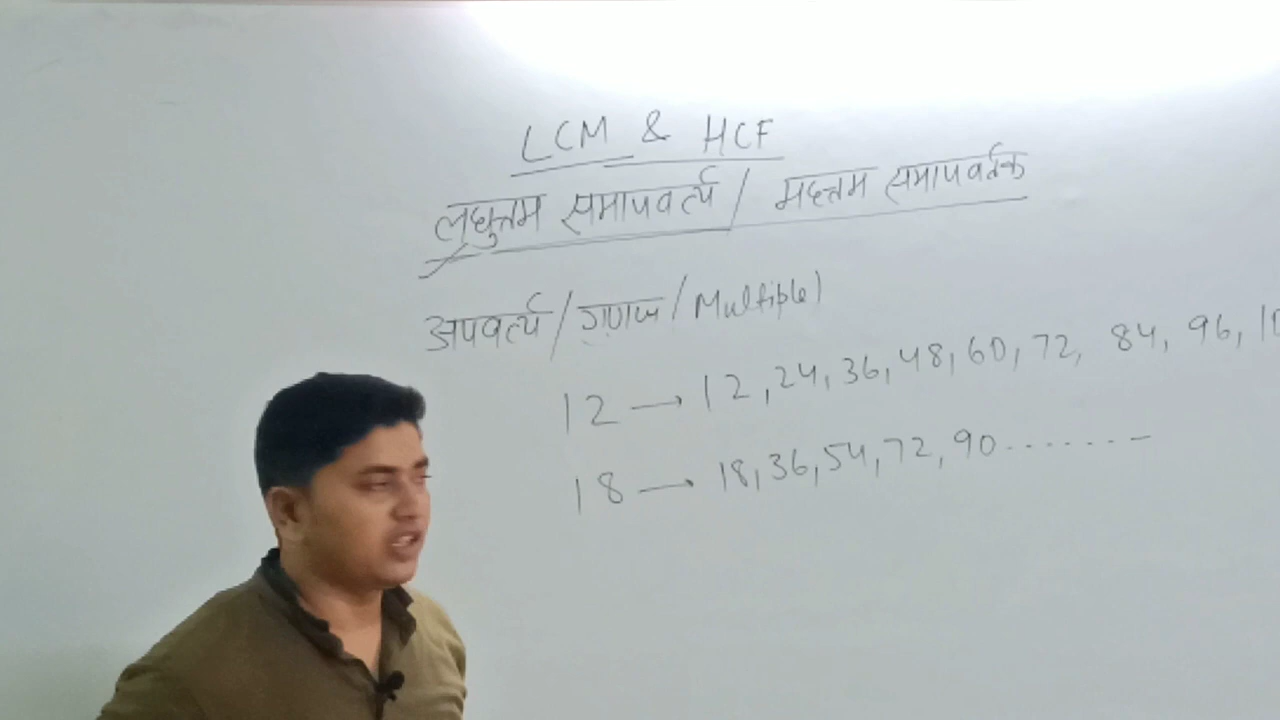 LCM & HCF
लघुत्तम समापवर्त्य / महत्तम समापवर्तक
अपवर्त्य / गुणज / Multiple
12 → 12, 24, 36, 48, 60, 72, 84, 96,
18 → 18, 36, 54, 72, 90.......-